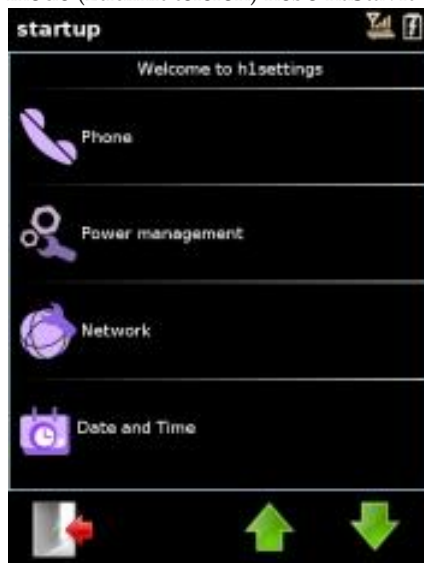 startup
Welcome to h1settings
Phone
Power management
Network
Date and Time